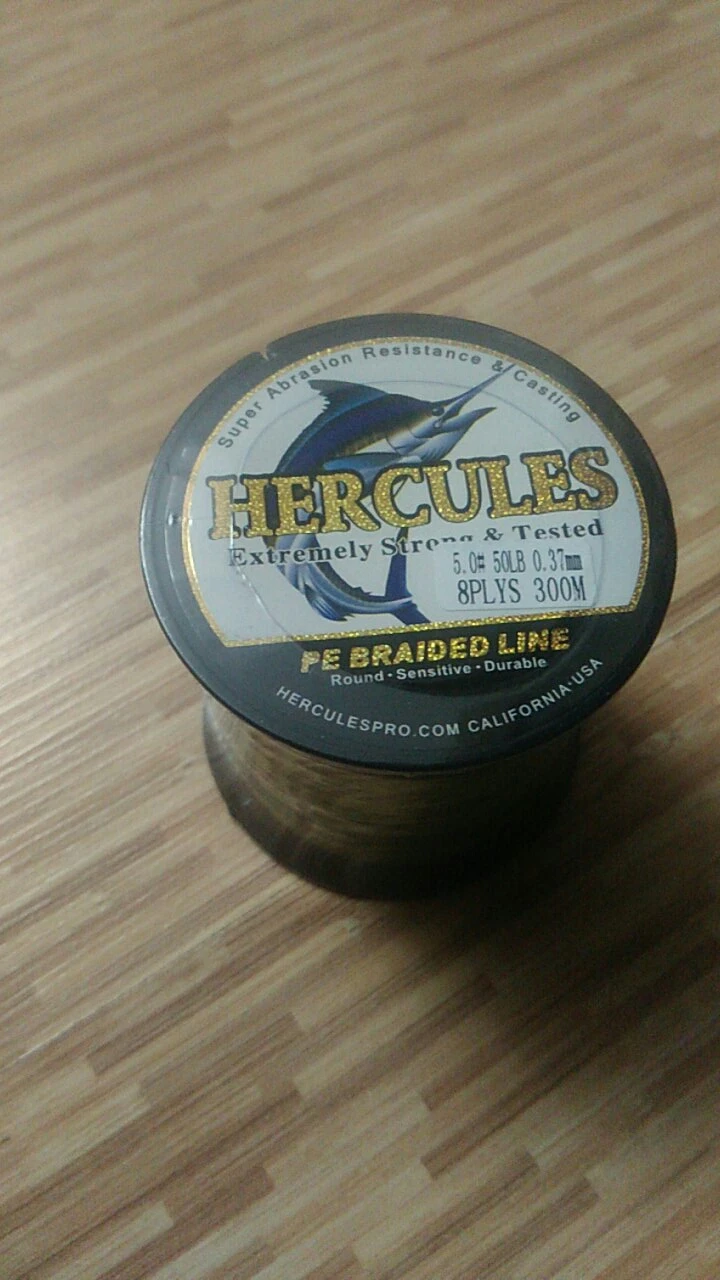 Super Abrasion Resistance & Casting
HERCULES
Extremely Strong & Tested
5.0# 50LB 0.37mm
8PLYS 300M
PE BRAIDED LINE
Round·Sensitive·Durable
HERCULESPRO.COM CALIFORNIA·USA